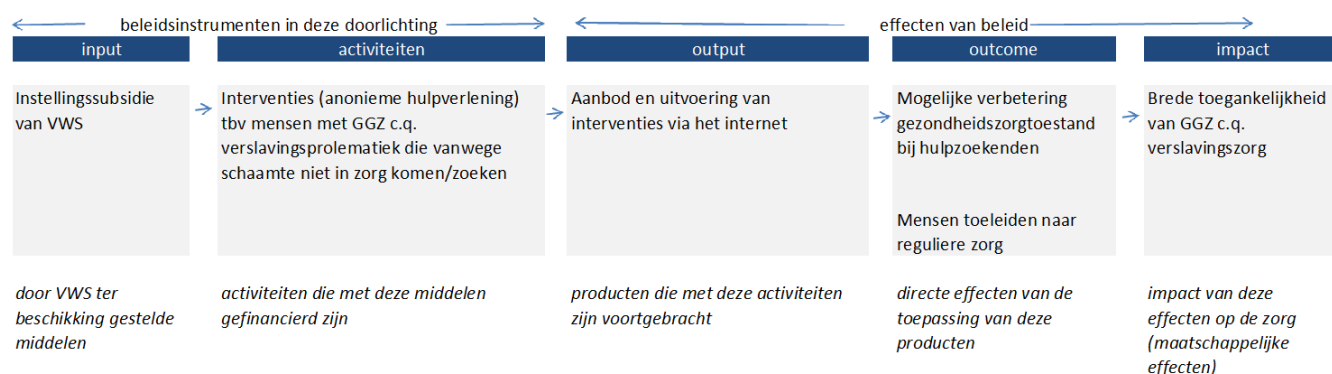 beleidsinstrumenten in deze doorlichting
effecten van beleid
input
activiteiten
output
outcome
impact
Instellingssubsidie
van VWS
Interventies (anonieme hulpverlening)
tbv mensen met GGZ c.q.
verslavingsprolematiek die vanwege
schaamte niet in zorg komen/zoeken
Aanbod en uitvoering van
interventies via het internet
Mogelijke verbetering
gezondheidszorgtoestand
bij hulpzoekenden
Mensen toeleiden naar
reguliere zorg
Brede toegankelijkheid
van GGZ c.q.
verslavingszorg
door VWS ter
beschikking gestelde
middelen
activiteiten die met deze middelen
gefinancierd zijn
producten die met deze activiteiten
zijn voortgebracht
directe effecten van de
toepassing van deze
producten
impact van deze
effecten op de zorg
(maatschappelijke
effecten)